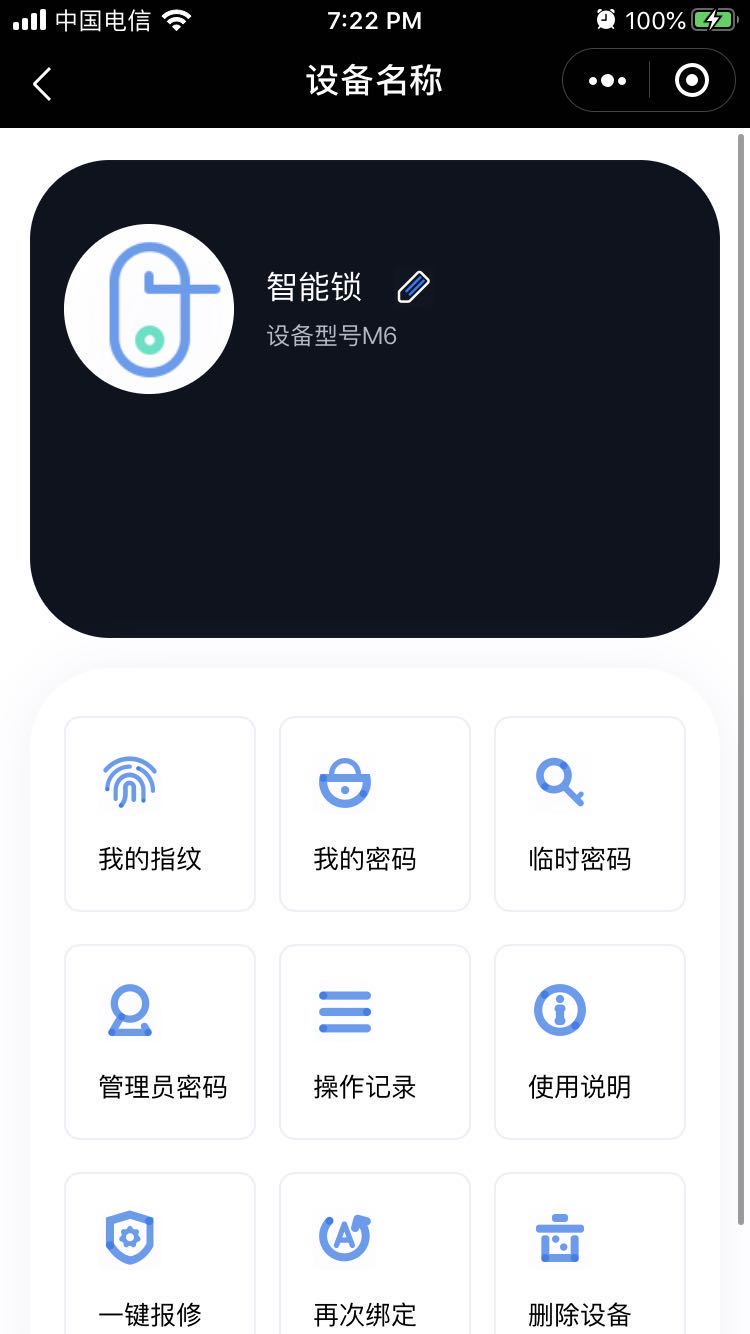 中国电信 7:22 PM 100%
设备名称
智能锁
设备型号M6
我的指纹 我的密码 临时密码
管理员密码 操作记录 使用说明
一键报修 再次绑定 删除设备